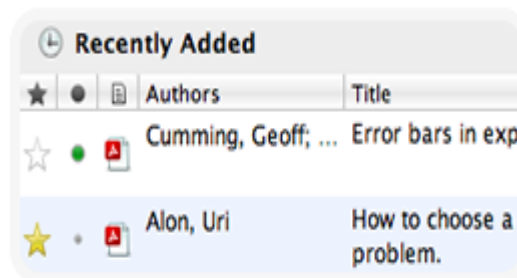 Recently Added
Authors Title
Cumming, Geoff; ... Error bars in exp
Alon, Uri How to choose a
problem.